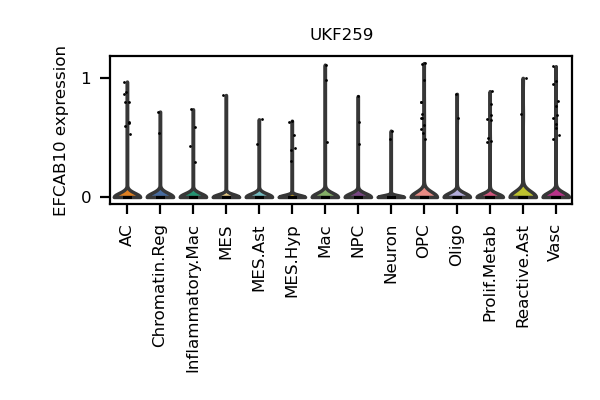 UKF259
EFCAB10 expression
1
0
AC
Chromatin.Reg
Inflammatory.Mac
MES
MES.Ast
MES.Hyp
Mac
NPC
Neuron
OPC
Oligo
Prolif.Metab
Reactive.Ast
Vasc